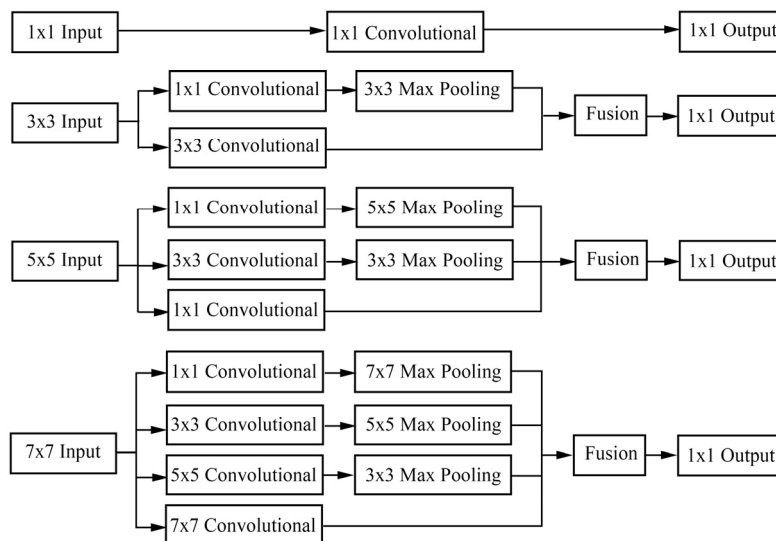 1x1 Input
1x1 Convolutional
1x1 Output
3x3 Input
1x1 Convolutional
3x3 Max Pooling
3x3 Convolutional
Fusion
1x1 Output
5x5 Input
1x1 Convolutional
5x5 Max Pooling
3x3 Convolutional
3x3 Max Pooling
1x1 Convolutional
Fusion
1x1 Output
7x7 Input
1x1 Convolutional
7x7 Max Pooling
3x3 Convolutional
5x5 Max Pooling
5x5 Convolutional
3x3 Max Pooling
7x7 Convolutional
Fusion
1x1 Output